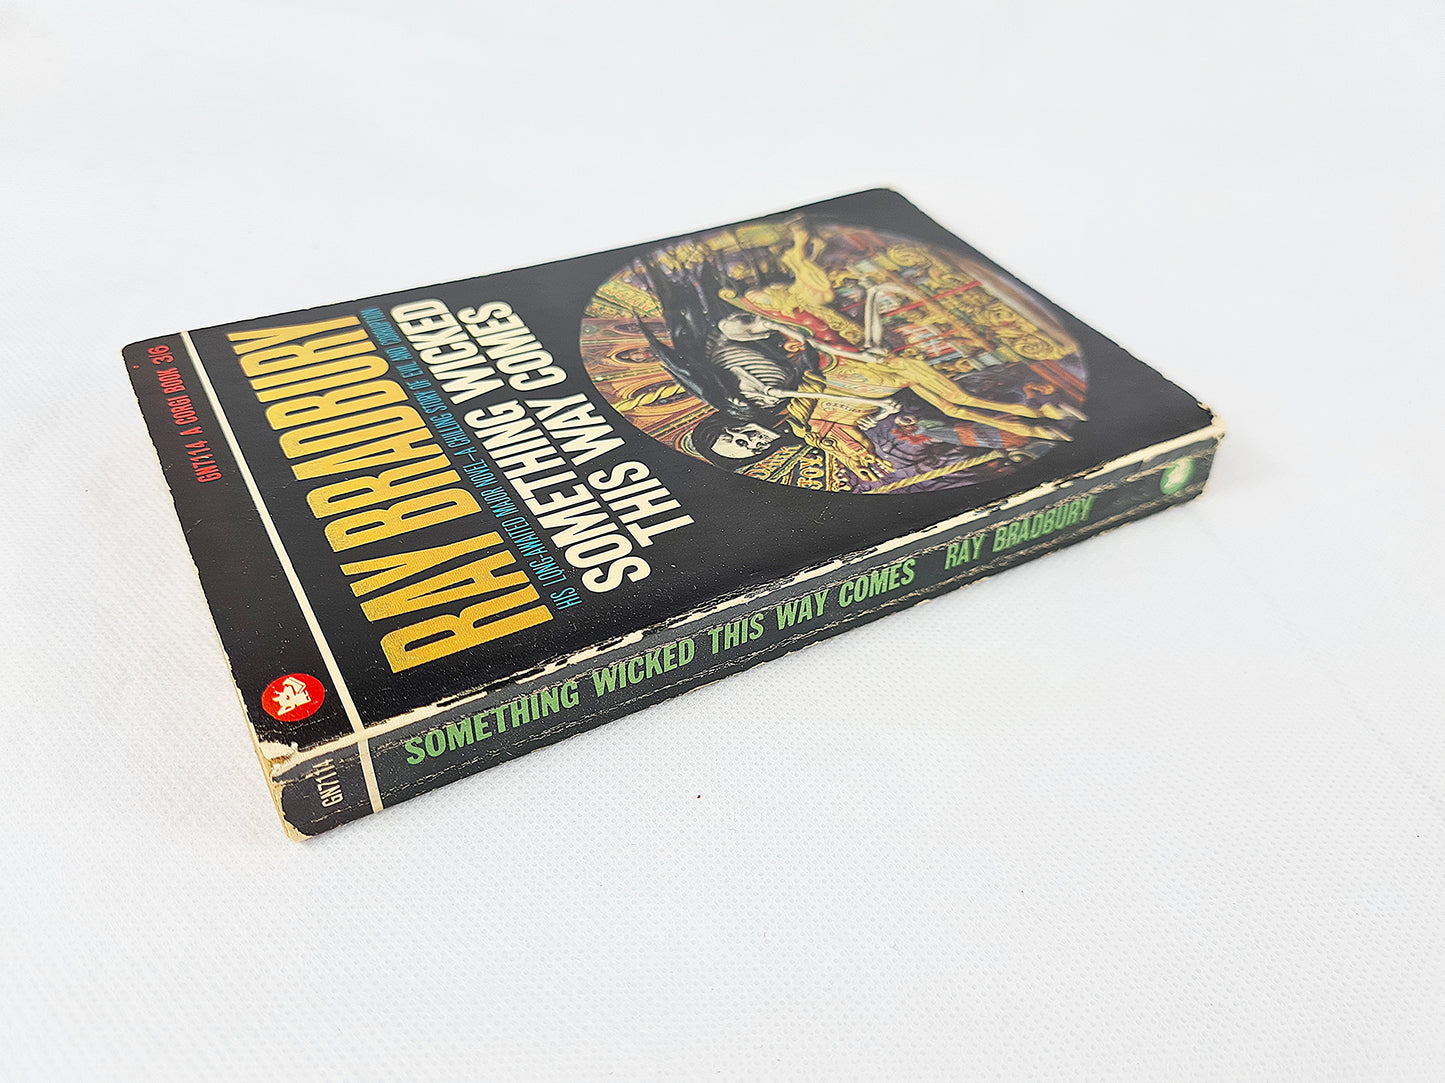 GN7114 A CORGI BOOK 3/6
RAY BRADBURY
HIS LONG-AWAITED MAJOR NOVEL—A CHILLING STORY OF EVIL AND CORRUPTION
SOMETHING WICKED
THIS WAY COMES
GN7114
SOMETHING WICKED THIS WAY COMES RAY BRADBURY